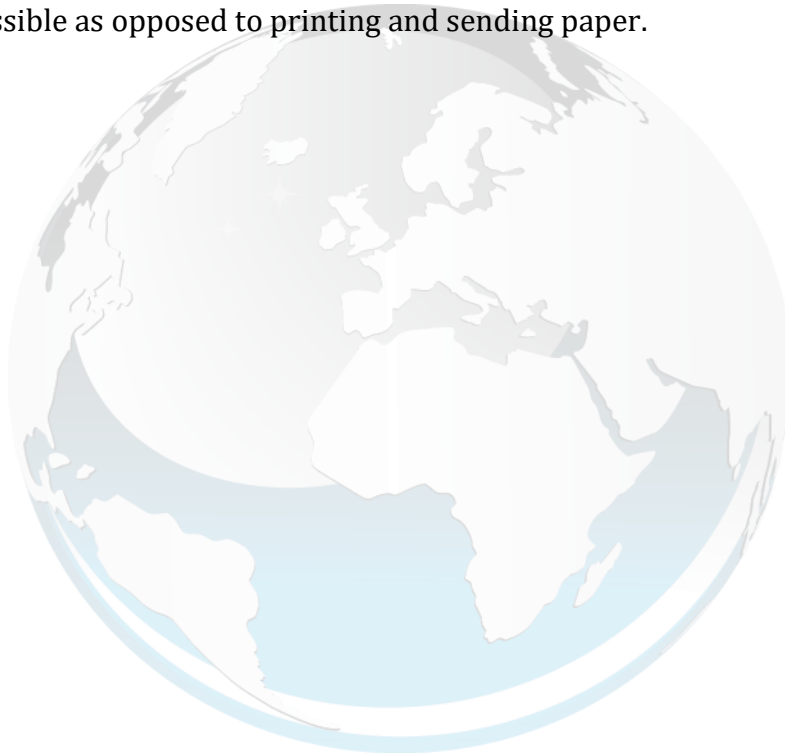 ssible as opposed to printing and sending paper.